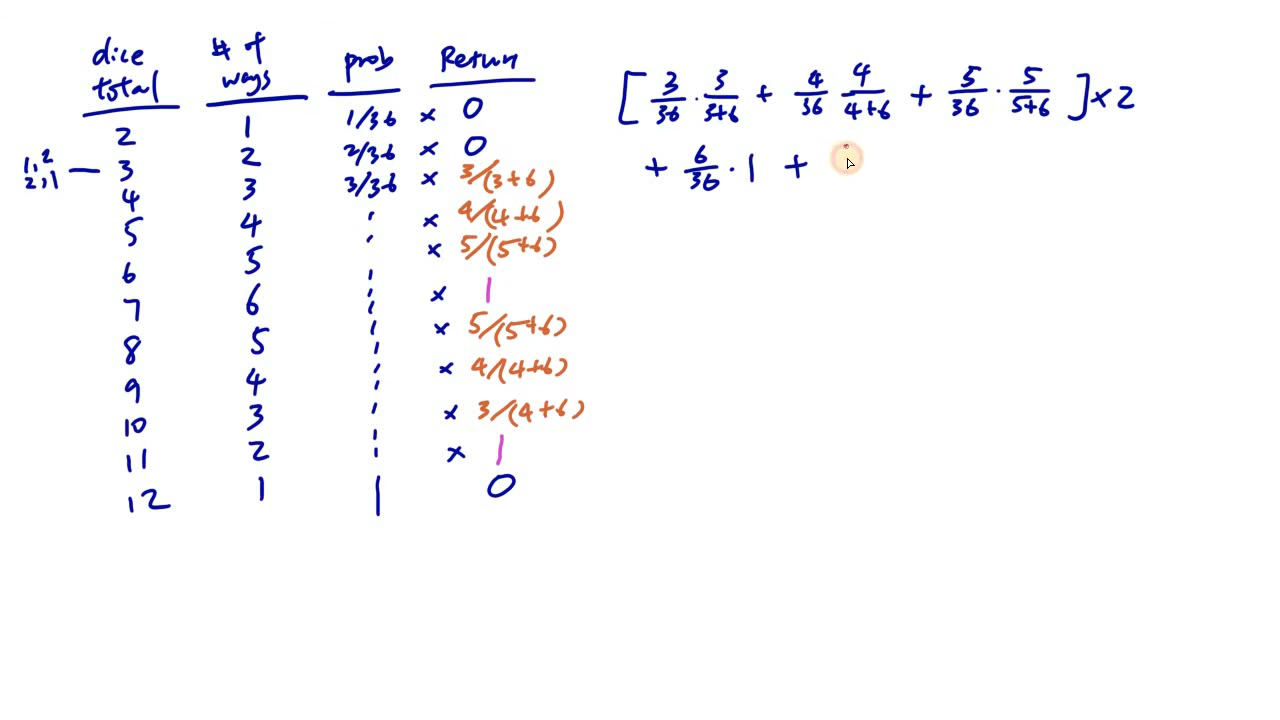 dice total # of ways prob Return
2 1 1/36 × 0
1,2 2,1 — 3 2 2/36 × 0
4 3 3/36 × 3/(3+6)
5 4 × 4/(4+6)
6 5 × 5/(5+6)
7 6 × 1
8 5 × 5/(5+6)
9 4 × 4/(4+6)
10 3 × 3/(4+6)
11 2 × 1
12 1 0
[ 3/36 · 3/3+6 + 4/36 4/4+6 + 5/36 · 5/5+6 ] × 2
+ 6/36 · 1 +